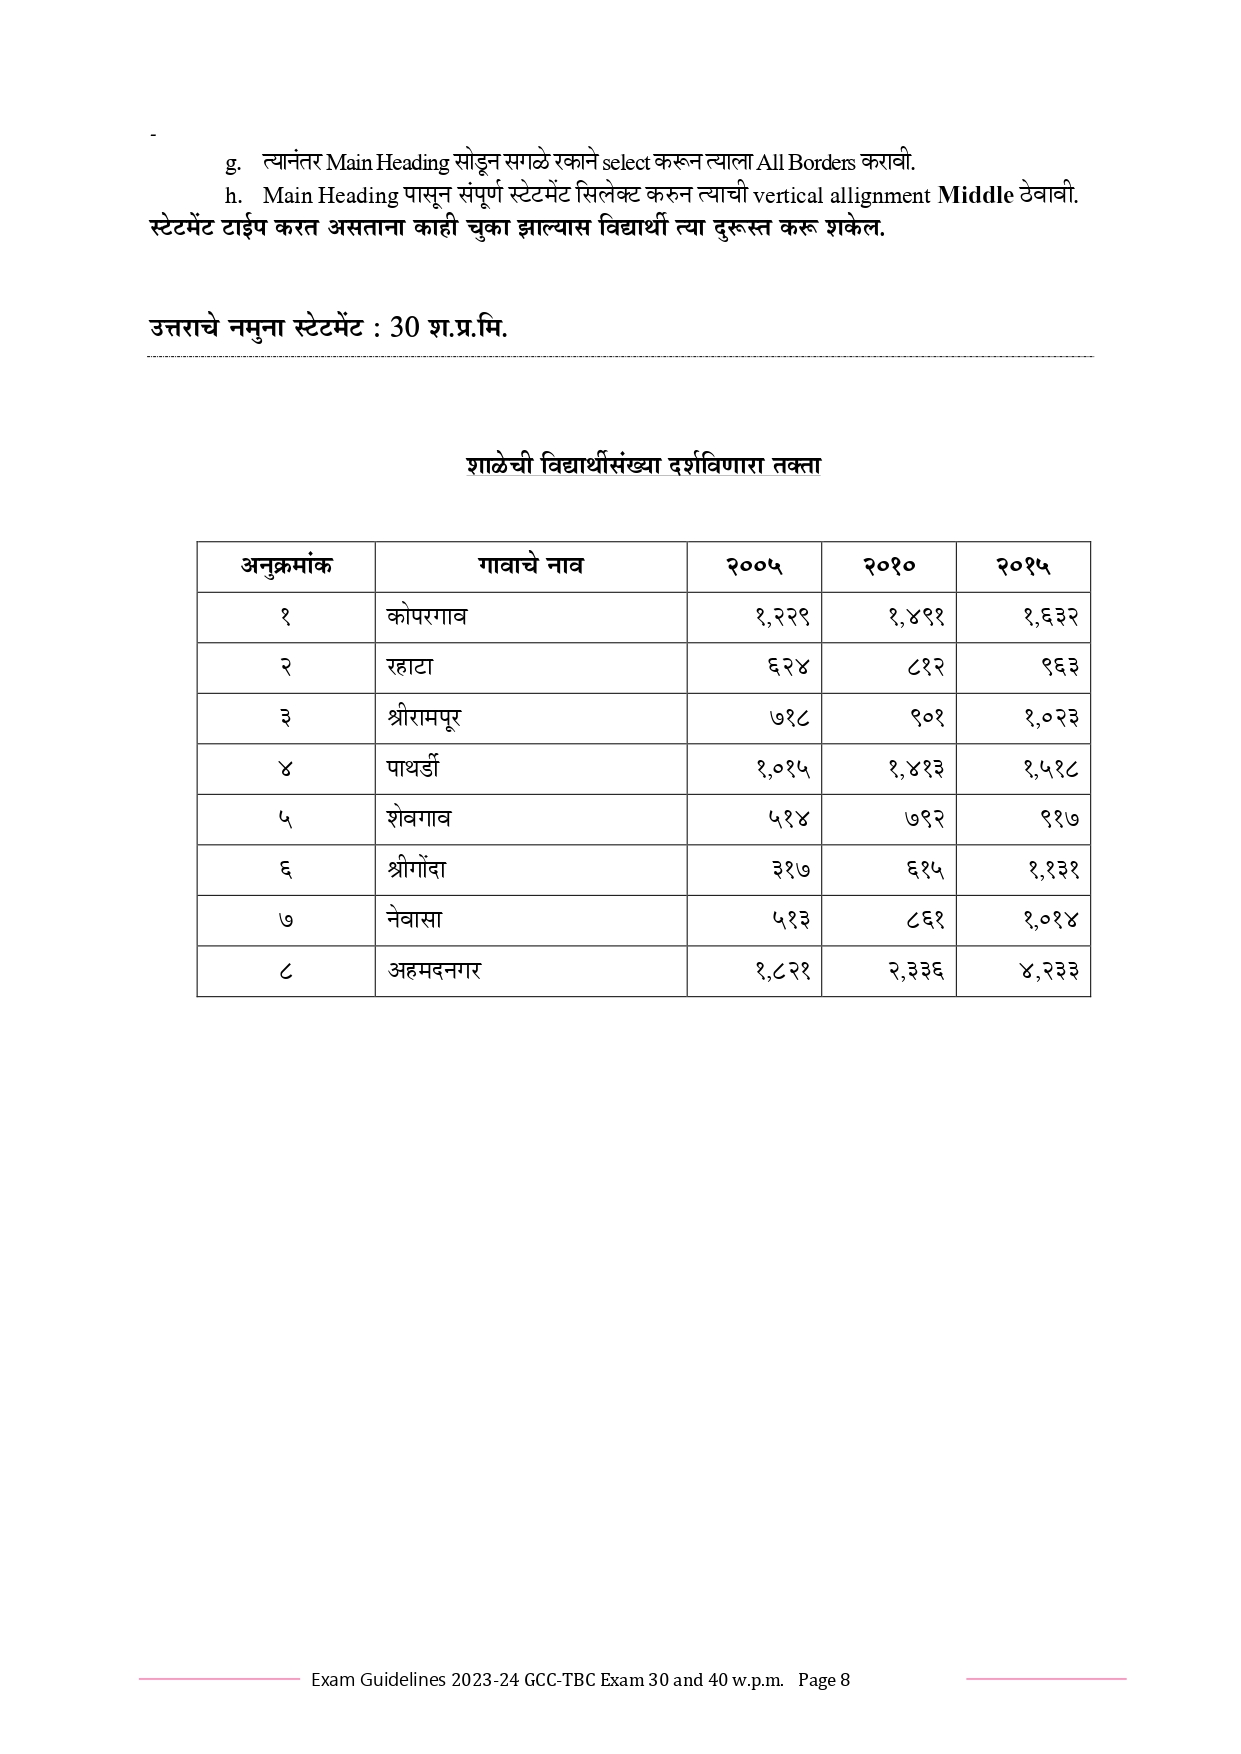 -
g. त्यानंतर Main Heading सोडून सगळे रकाने select करून त्याला All Borders करावी.
h. Main Heading पासून संपूर्ण स्टेटमेंट सिलेक्ट करुन त्याची vertical allignment Middle ठेवावी.
स्टेटमेंट टाईप करत असताना काही चुका झाल्यास विद्यार्थी त्या दुरूस्त करू शकेल.
उत्तराचे नमुना स्टेटमेंट : 30 श.प्र.मि.
शाळेची विद्यार्थीसंख्या दर्शविणारा तक्ता
अनुक्रमांक गावाचे नाव २००५ २०१० २०१५
१ कोपरगाव १,२२९ १,४९१ १,६३२
२ रहाटा ६२४ ८१२ ९६३
३ श्रीरामपूर ७१८ ९०१ १,०२३
४ पाथर्डी १,०१५ १,४१३ १,५१८
५ शेवगाव ५१४ ७९२ ९१७
६ श्रीगोंदा ३१७ ६१५ १,१३१
७ नेवासा ५१३ ८६१ १,०१४
८ अहमदनगर १,८२१ २,३३६ ४,२३३
Exam Guidelines 2023-24 GCC-TBC Exam 30 and 40 w.p.m. Page 8